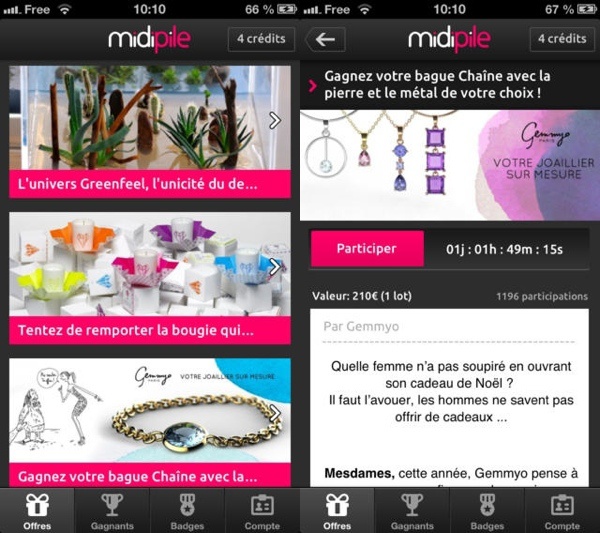 Free 10:10 66 %
midipile 4 crédits
L'univers Greenfeel, l'unicité du de...
Tentez de remporter la bougie qui...
Gemmyo
PARIS
VOTRE JOAILLIER SUR MESURE
Gagnez votre bague Chaîne avec la...
Offres Gagnants Badges Compte
Free 10:10 67 %
midipile 4 crédits
Gagnez votre bague Chaîne avec la
pierre et le métal de votre choix !
Gemmyo
PARIS
VOTRE JOAILLIER
SUR MESURE
Participer 01j : 01h : 49m : 15s
Valeur: 210€ (1 lot) 1196 participations
Par Gemmyo
Quelle femme n'a pas soupiré en ouvrant
son cadeau de Noël ?
Il faut l'avouer, les hommes ne savent pas
offrir de cadeaux ...
Mesdames, cette année, Gemmyo pense à
Offres Gagnants Badges Compte